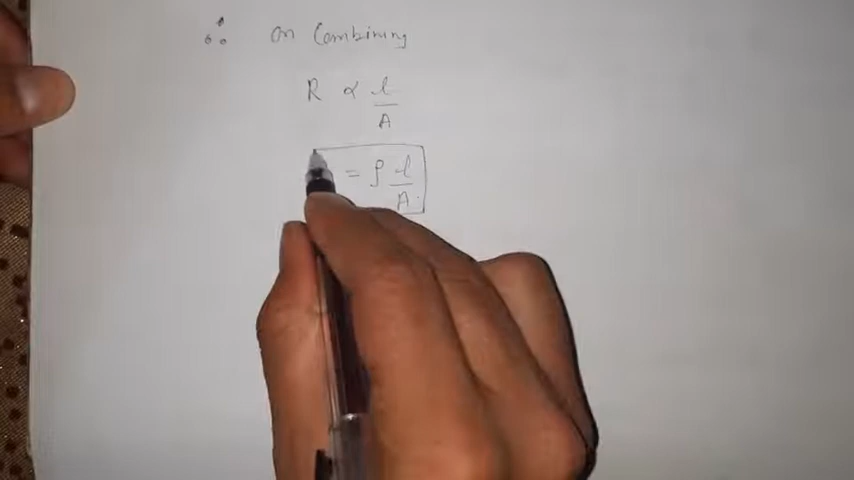 ∴ On Combining
R ∝ l/A
= ρ l/A